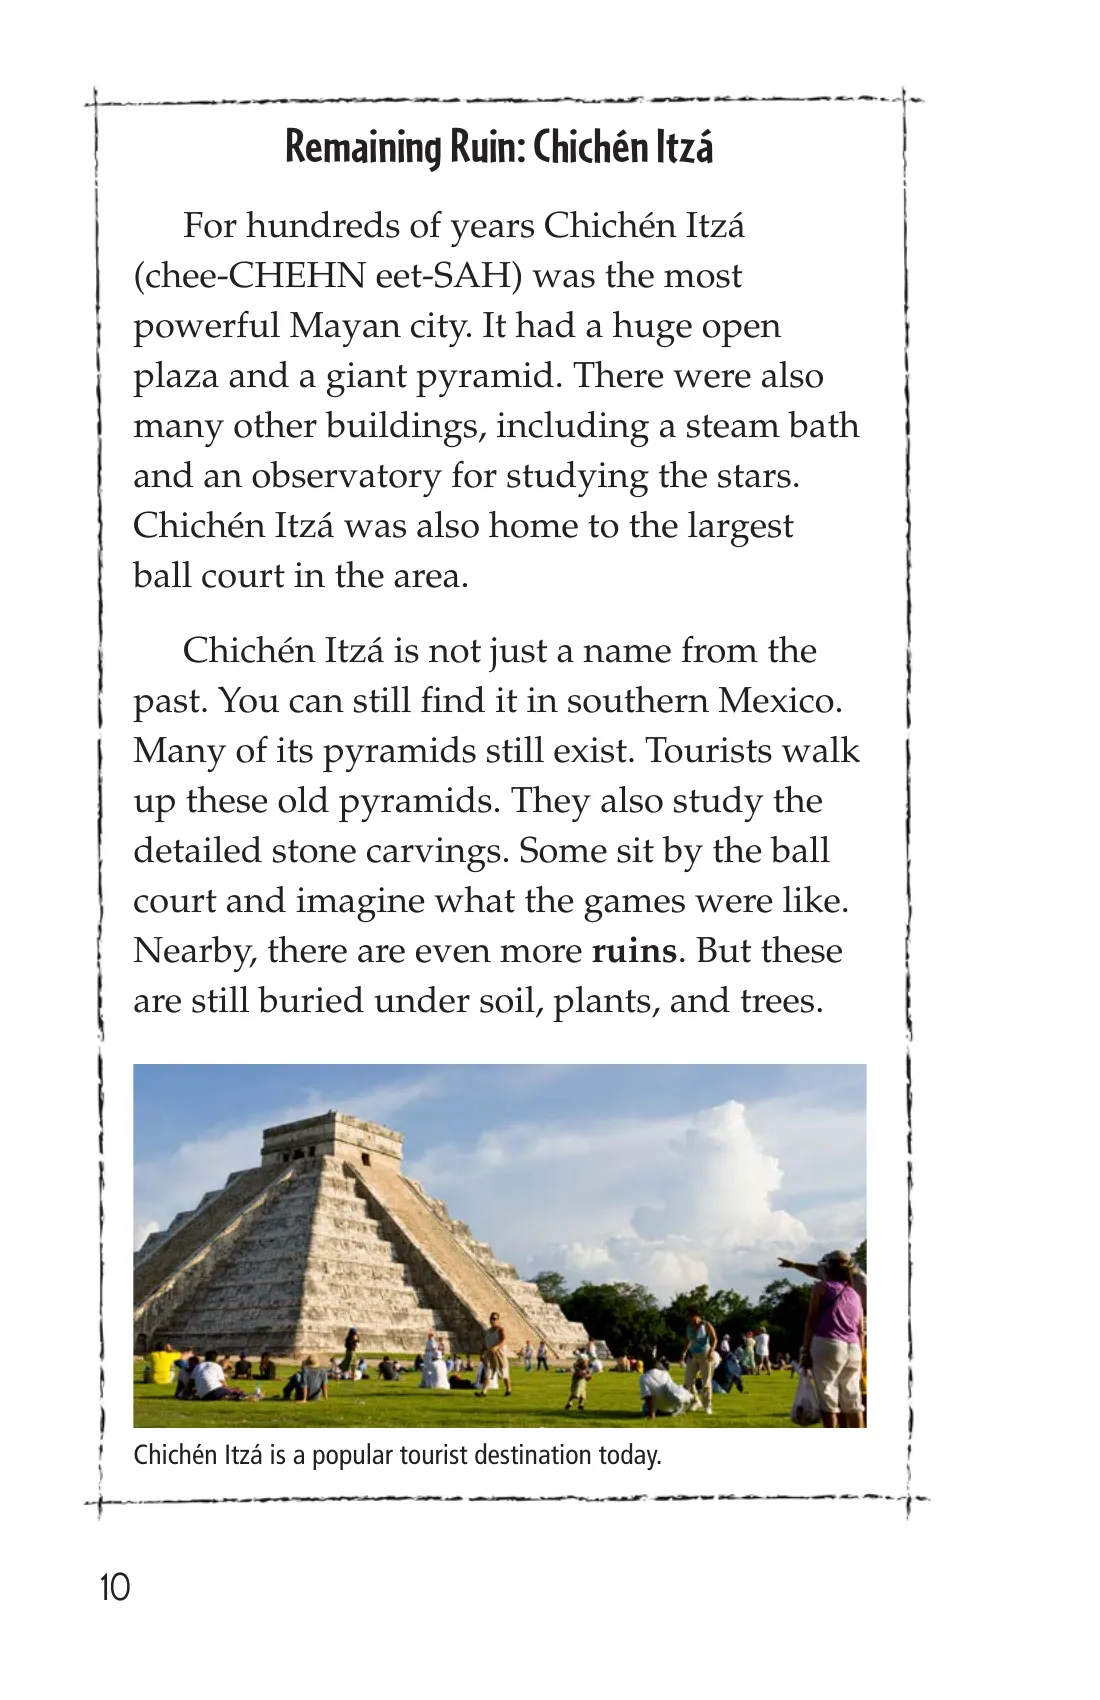 Remaining Ruin: Chichén Itzá
For hundreds of years Chichén Itzá
(chee-CHEHN eet-SAH) was the most
powerful Mayan city. It had a huge open
plaza and a giant pyramid. There were also
many other buildings, including a steam bath
and an observatory for studying the stars.
Chichén Itzá was also home to the largest
ball court in the area.
Chichén Itzá is not just a name from the
past. You can still find it in southern Mexico.
Many of its pyramids still exist. Tourists walk
up these old pyramids. They also study the
detailed stone carvings. Some sit by the ball
court and imagine what the games were like.
Nearby, there are even more ruins. But these
are still buried under soil, plants, and trees.
Chichén Itzá is a popular tourist destination today.
10